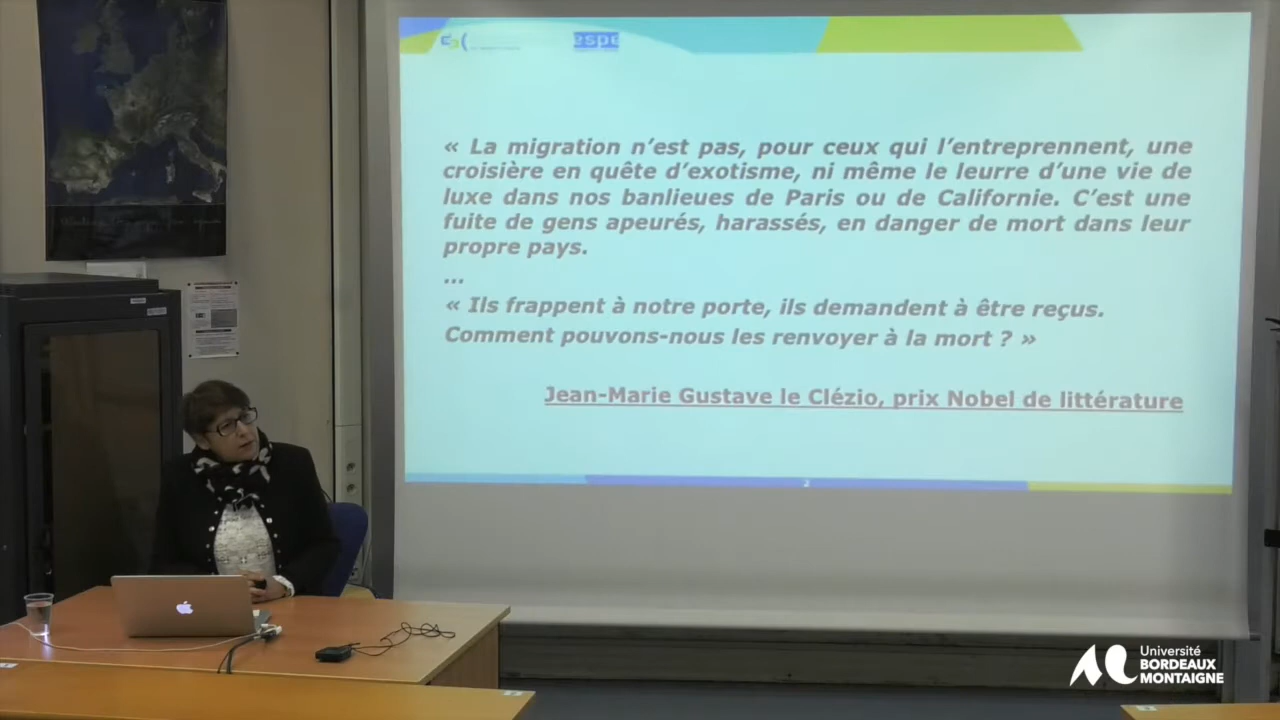 espe
« La migration n’est pas, pour ceux qui l’entreprennent, une
croisière en quête d’exotisme, ni même le leurre d’une vie de
luxe dans nos banlieues de Paris ou de Californie. C’est une
fuite de gens apeurés, harassés, en danger de mort dans leur
propre pays.
...
« Ils frappent à notre porte, ils demandent à être reçus.
Comment pouvons-nous les renvoyer à la mort ? »
Jean-Marie Gustave le Clézio, prix Nobel de littérature
2
Université
BORDEAUX
MONTAIGNE